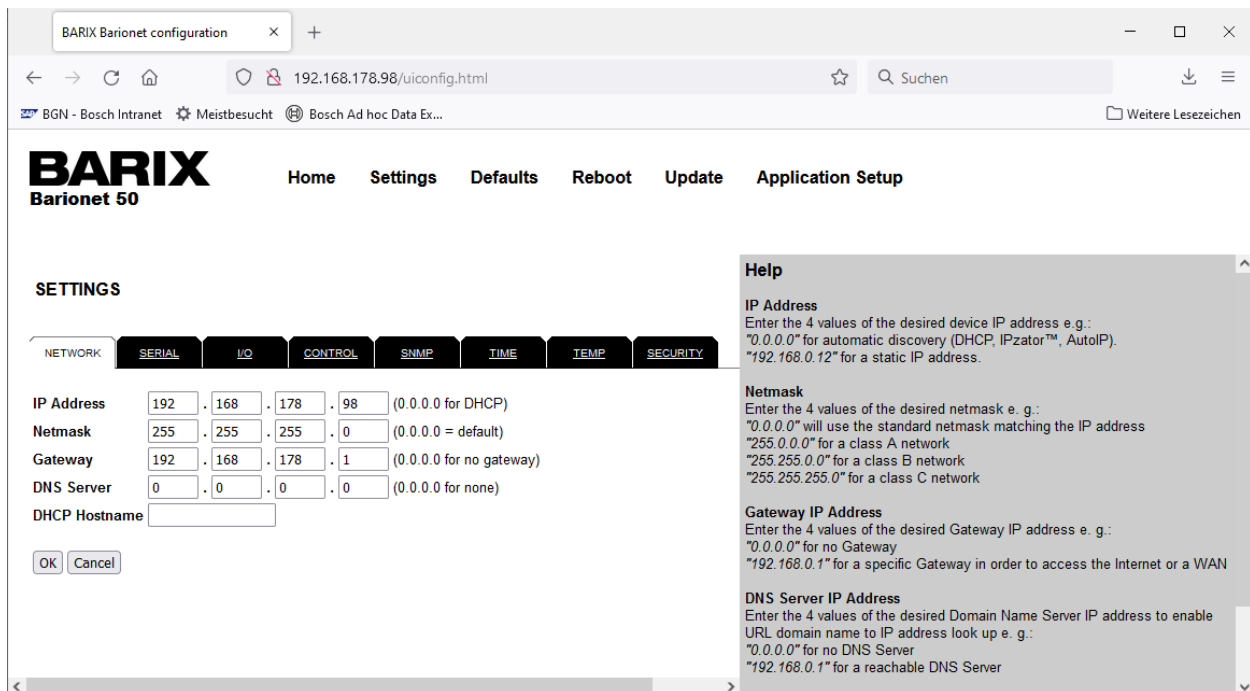 BARIX Barionet configuration
192.168.178.98/uiconfig.html
Suchen
BGN - Bosch Intranet
Meistbesucht
Bosch Ad hoc Data Ex...
Weitere Lesezeichen
BARIX
Barionet 50
Home Settings Defaults Reboot Update Application Setup
SETTINGS
NETWORK SERIAL I/O CONTROL SNMP TIME TEMP SECURITY
IP Address 192 . 168 . 178 . 98 (0.0.0.0 for DHCP)
Netmask 255 . 255 . 255 . 0 (0.0.0.0 = default)
Gateway 192 . 168 . 178 . 1 (0.0.0.0 for no gateway)
DNS Server 0 . 0 . 0 . 0 (0.0.0.0 for none)
DHCP Hostname
OK Cancel
Help
IP Address
Enter the 4 values of the desired device IP address e.g.:
"0.0.0.0" for automatic discovery (DHCP, IPzator™, AutoIP).
"192.168.0.12" for a static IP address.
Netmask
Enter the 4 values of the desired netmask e. g.:
"0.0.0.0" will use the standard netmask matching the IP address
"255.0.0.0" for a class A network
"255.255.0.0" for a class B network
"255.255.255.0" for a class C network
Gateway IP Address
Enter the 4 values of the desired Gateway IP address e. g.:
"0.0.0.0" for no Gateway
"192.168.0.1" for a specific Gateway in order to access the Internet or a WAN
DNS Server IP Address
Enter the 4 values of the desired Domain Name Server IP address to enable
URL domain name to IP address look up e. g.:
"0.0.0.0" for no DNS Server
"192.168.0.1" for a reachable DNS Server